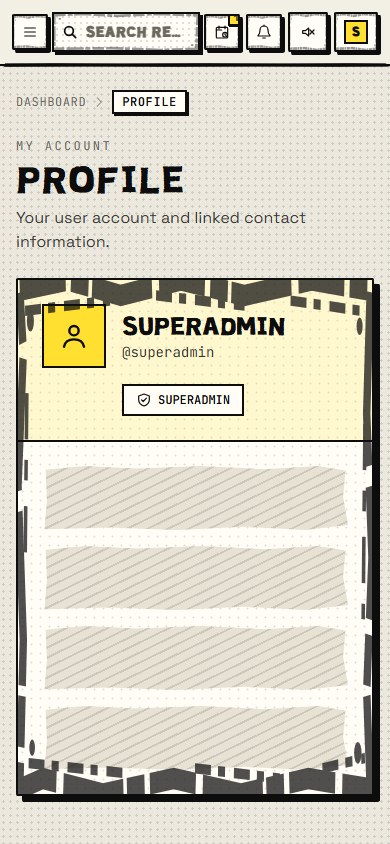 SEARCH RE...
S
DASHBOARD
PROFILE
MY ACCOUNT
PROFILE
Your user account and linked contact
information.
SUPERADMIN
@superadmin
SUPERADMIN